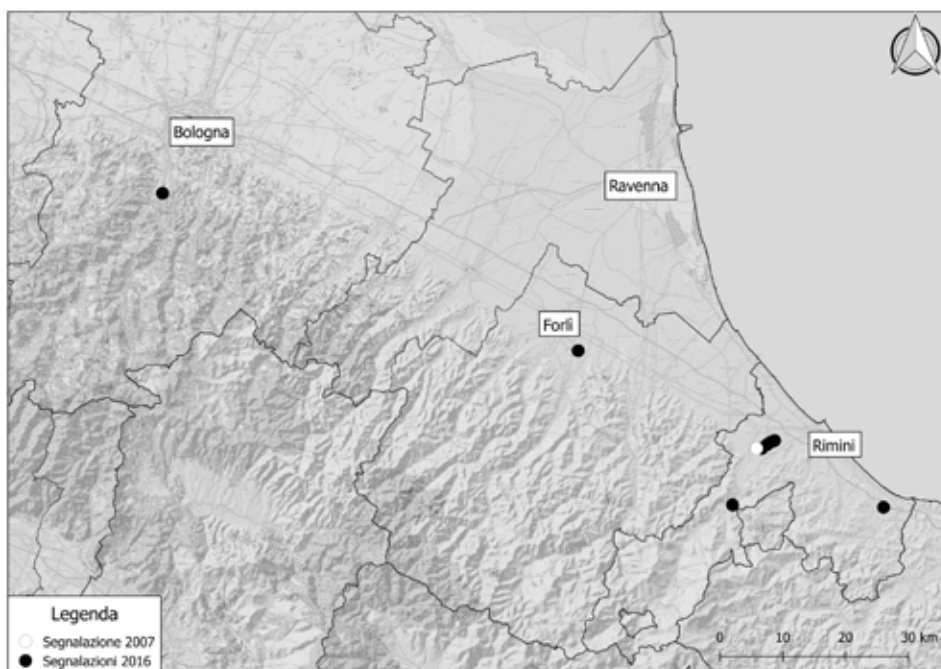 Bologna
Ravenna
Forlì
Rimini
Legenda
Segnalazione 2007
Segnalazioni 2016
0 10 20 30 km